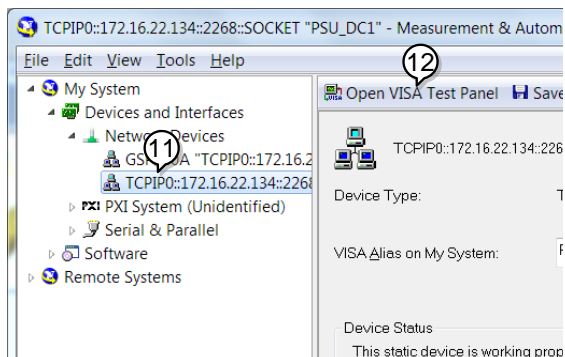 TCPIP0::172.16.22.134::2268::SOCKET "PSU_DC1" - Measurement & Autom
File Edit View Tools Help
12
My System
Devices and Interfaces
Network Devices
"TCPIP0::172.16.2
11
TCPIP0::172.16.22.134::2268
PXI PXI System (Unidentified)
Serial & Parallel
Software
Remote Systems
VISA Open VISA Test Panel Save
TCPIP0::172.16.22.134::226
Device Type:
VISA Alias on My System:
Device Status
This static device is working prop